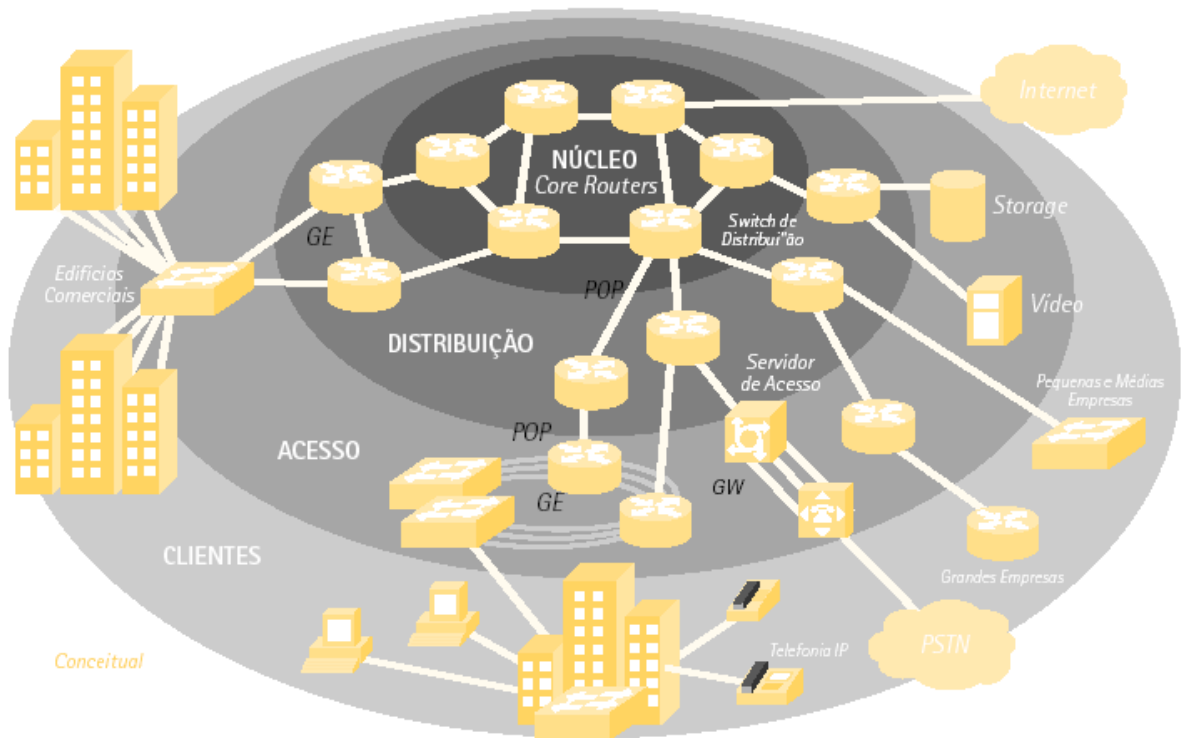 Internet
NÚCLEO
Core Routers
Storage
Switch de
Distribui"ão
GE
Edifícios
Comerciais
POP
Vídeo
DISTRIBUIÇÃO
Servidor
de Acesso
Pequenas e Médias
Empresas
POP
ACESSO
GW
GE
CLIENTES
Grandes Empresas
PSTN
Telefonia IP
Conceitual